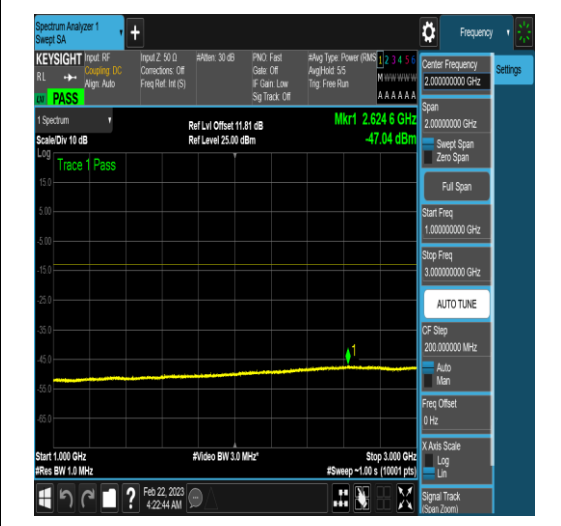 Spectrum Analyzer 1
Swept SA
Frequency
KEYSIGHT
RL
Input: RF
Coupling: DC
Align: Auto
Input Z: 50 Ω
Corrections: Off
Freq Ref: Int (S)
#Atten: 30 dB
PNO: Fast
Gate: Off
IF Gain: Low
Sig Track: Off
#Avg Type: Power (RMS
Avg|Hold: 5/5
Trig: Free Run
1 2 3 4 5 6
M W W W W W
A A A A A A
PASS
Center Frequency
2.000000000 GHz
Settings
Span
2.00000000 GHz
Swept Span
Zero Span
Full Span
Start Freq
1.000000000 GHz
Stop Freq
3.000000000 GHz
AUTO TUNE
CF Step
200.000000 MHz
Auto
Man
Freq Offset
0 Hz
X Axis Scale
Log
Lin
Signal Track
(Span Zoom)
1 Spectrum
Scale/Div 10 dB
Ref Lvl Offset 11.81 dB
Ref Level 25.00 dBm
Mkr1 2.624 6 GHz
-47.04 dBm
Log
Trace 1 Pass
15.0
5.00
-5.00
-15.0
-25.0
-35.0
-45.0
-55.0
-65.0
1
Start 1.000 GHz
#Res BW 1.0 MHz
#Video BW 3.0 MHz*
Stop 3.000 GHz
#Sweep ~1.00 s (10001 pts)
?
Feb 22, 2023
4:22:44 AM